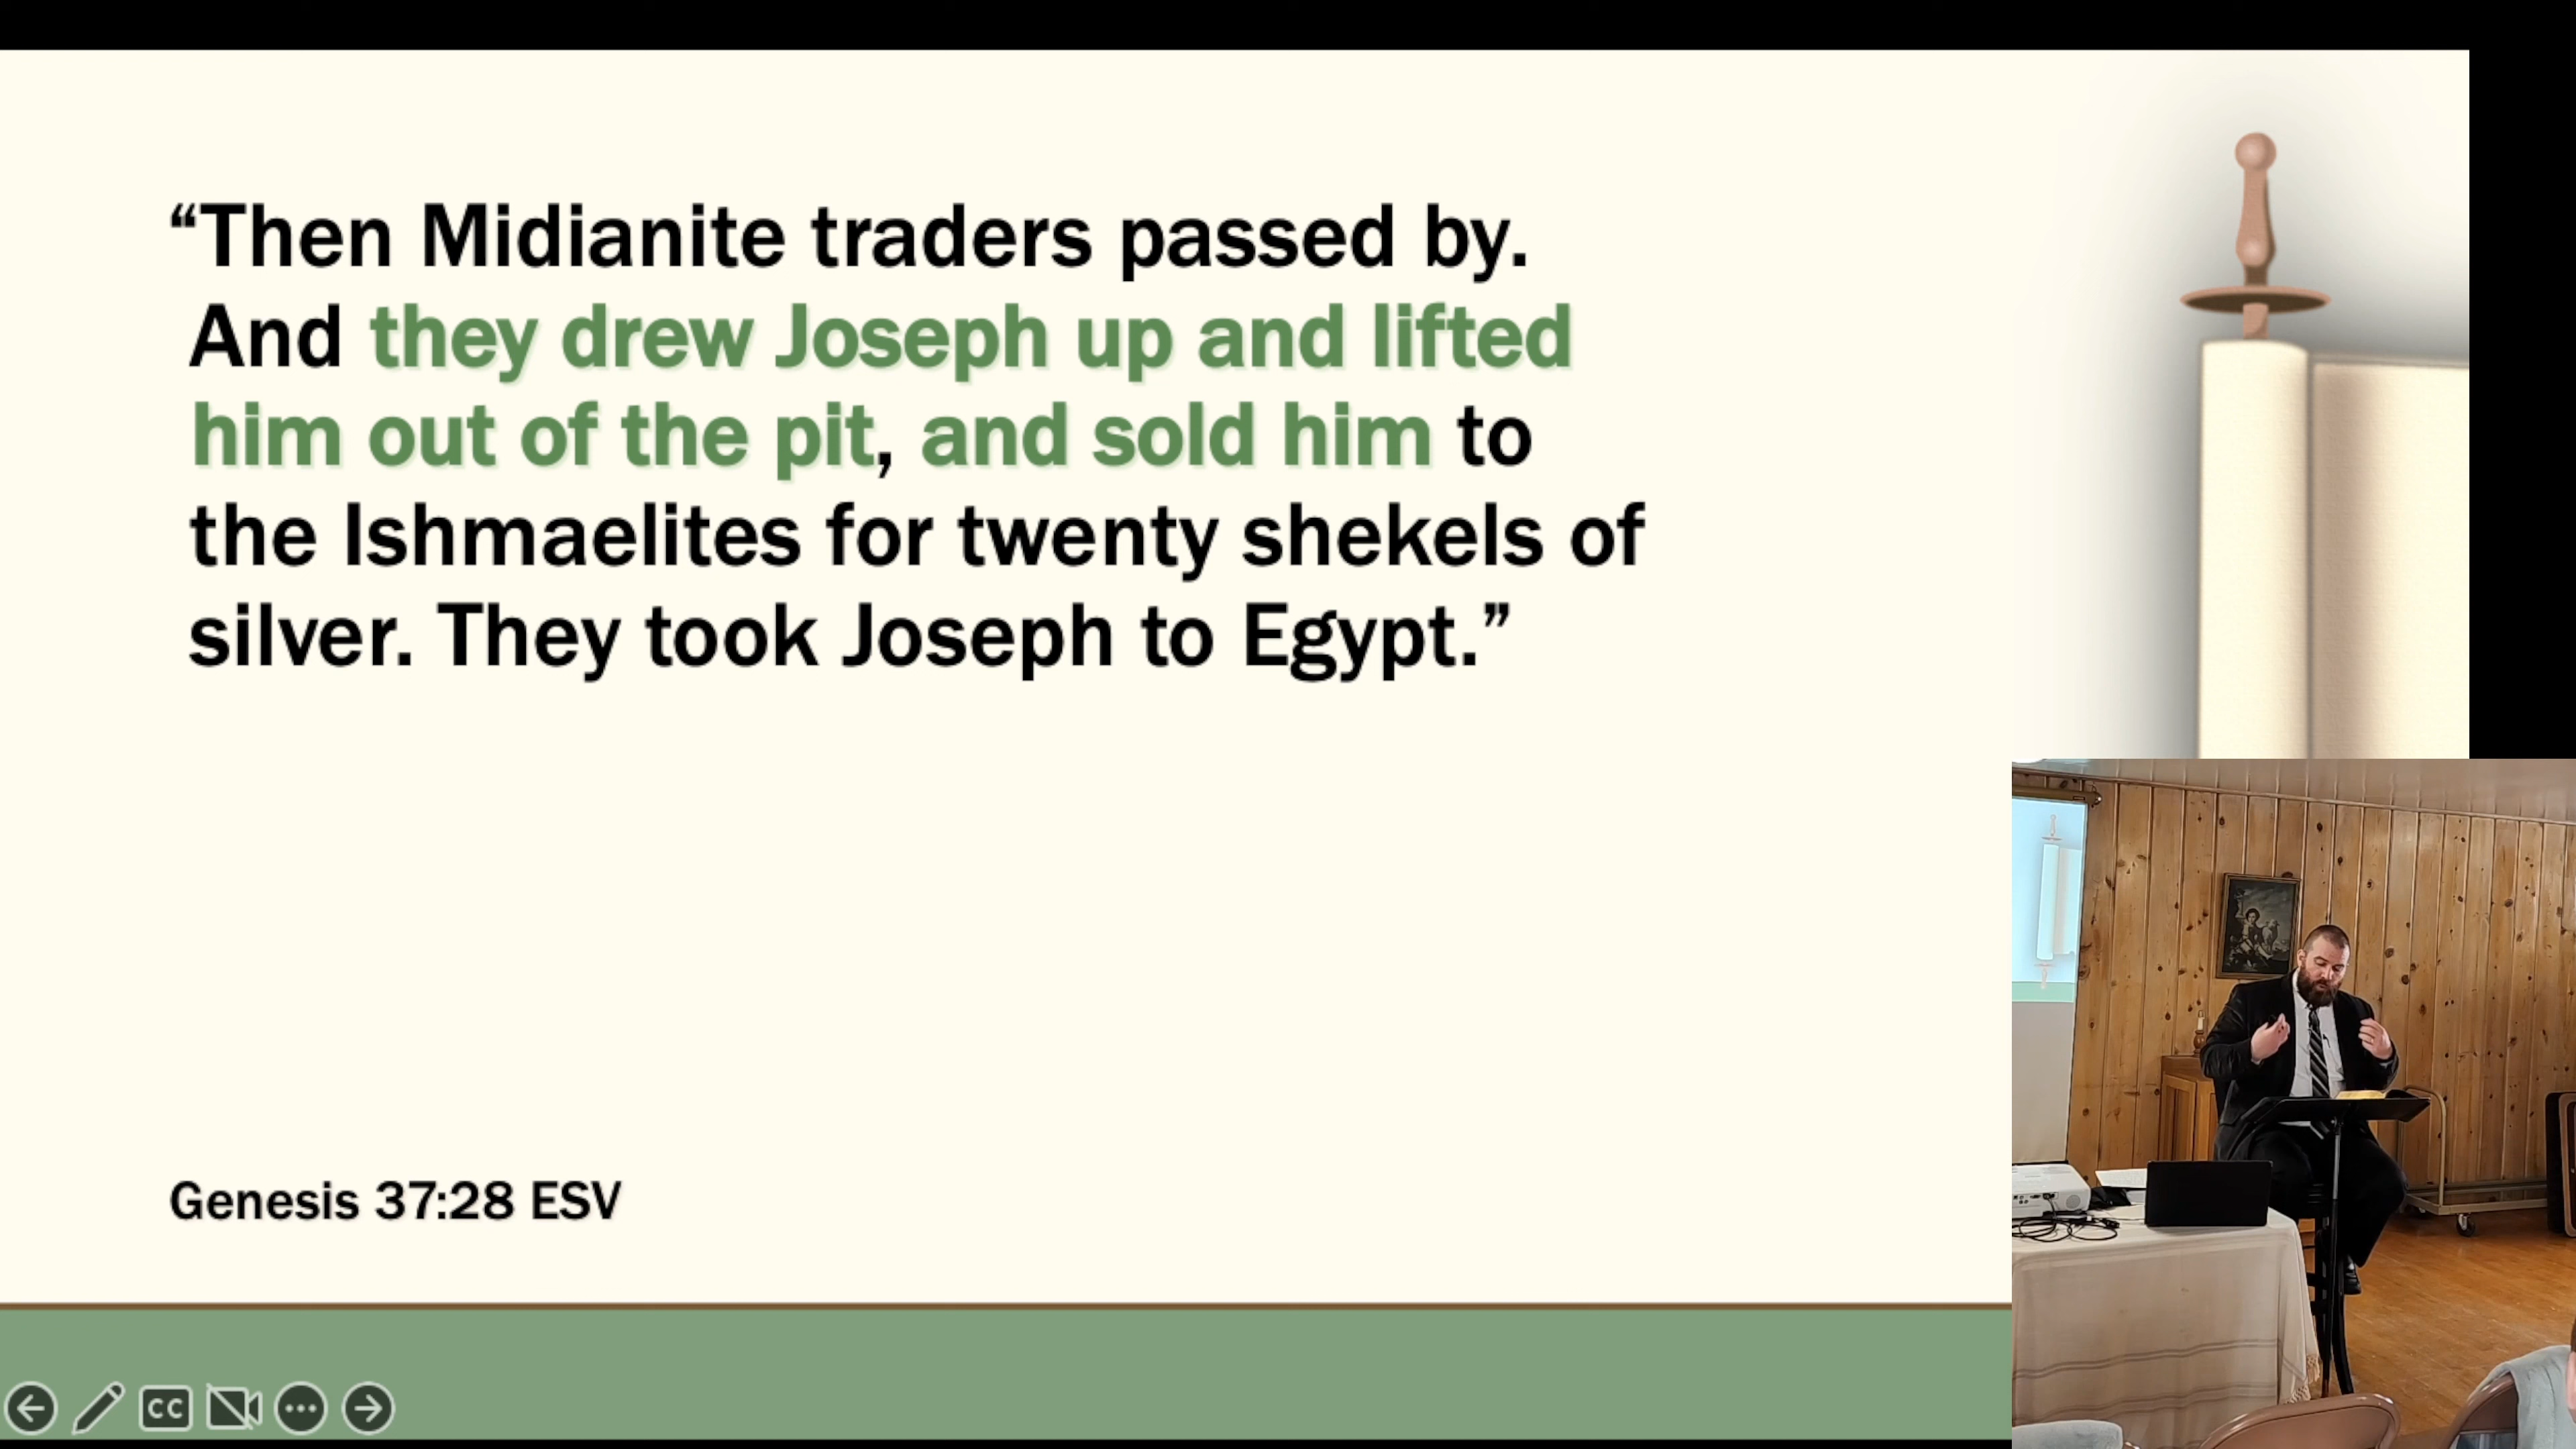 “Then Midianite traders passed by.
And they drew Joseph up and lifted
him out of the pit, and sold him to
the Ishmaelites for twenty shekels of
silver. They took Joseph to Egypt.”
Genesis 37:28 ESV
CC